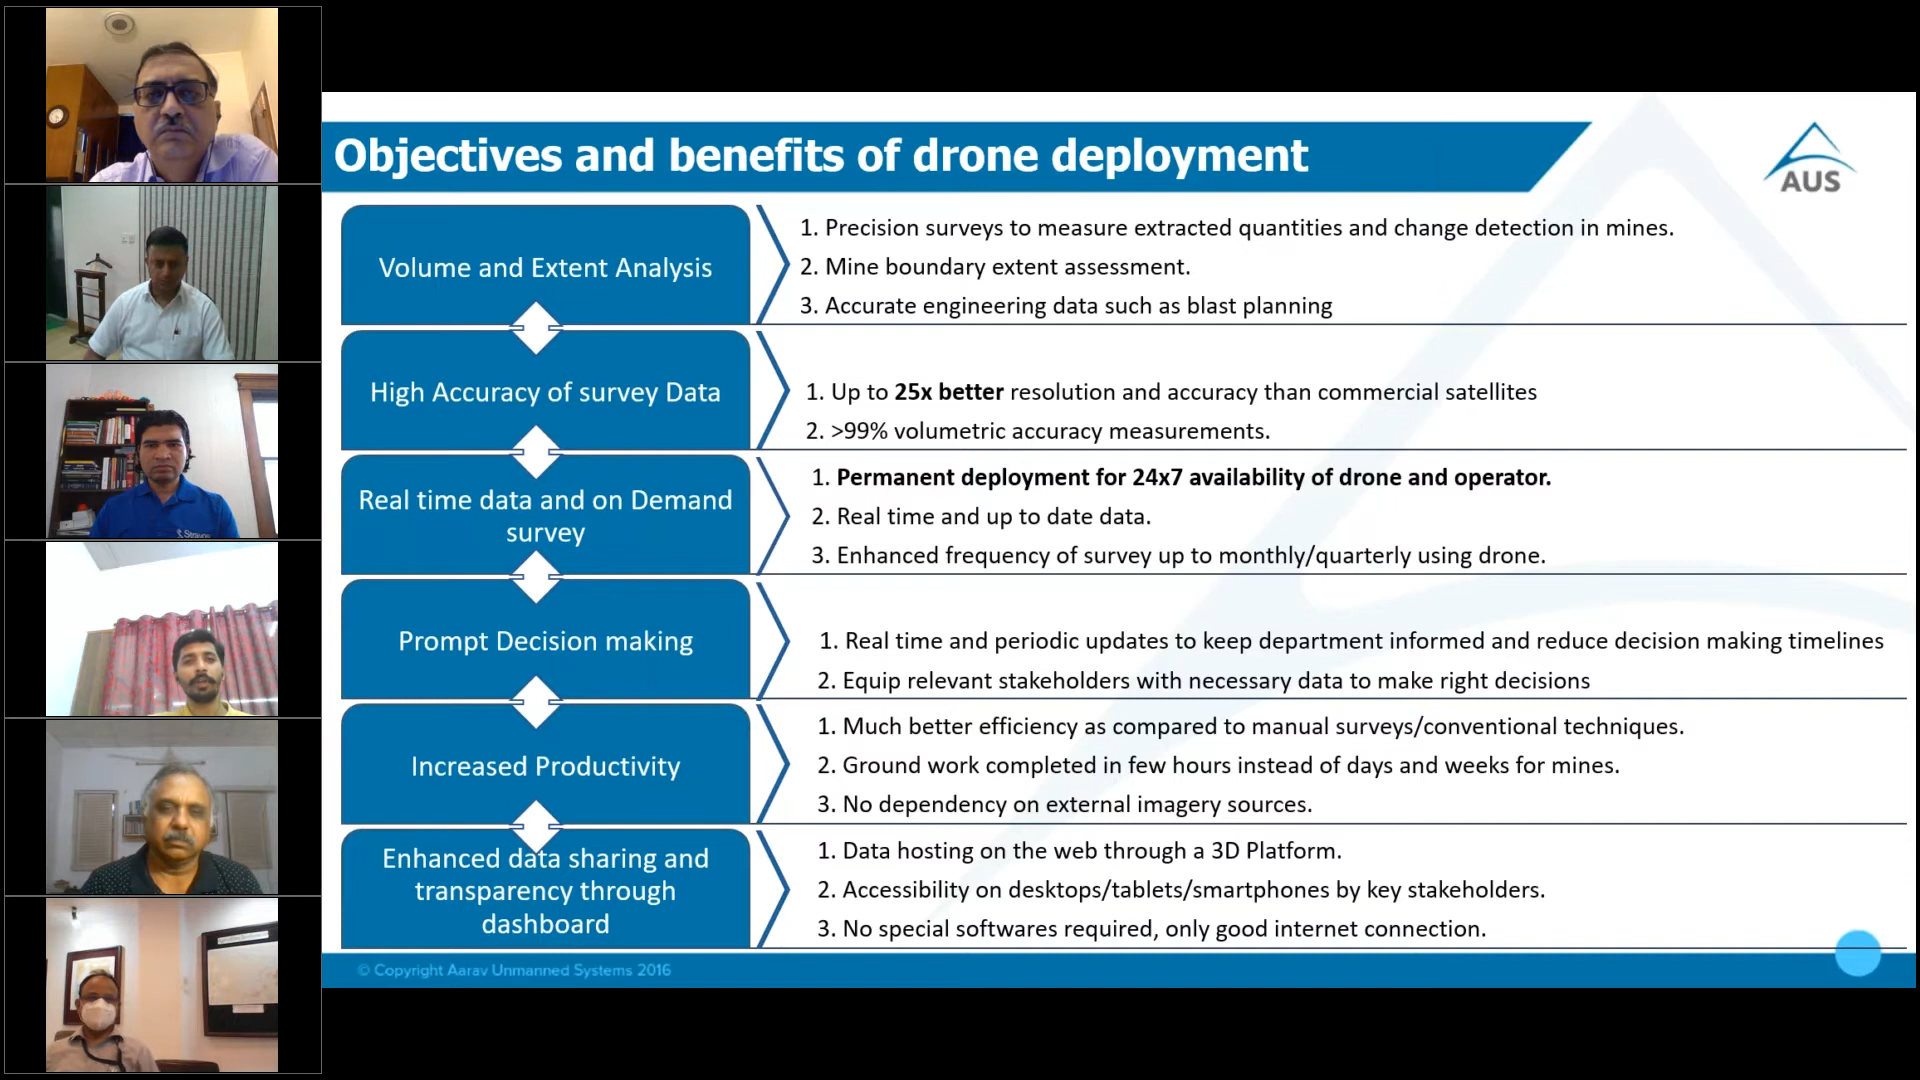 Objectives and benefits of drone deployment
AUS
Volume and Extent Analysis
1. Precision surveys to measure extracted quantities and change detection in mines.
2. Mine boundary extent assessment.
3. Accurate engineering data such as blast planning
High Accuracy of survey Data
1. Up to 25x better resolution and accuracy than commercial satellites
2. >99% volumetric accuracy measurements.
Real time data and on Demand
survey
1. Permanent deployment for 24x7 availability of drone and operator.
2. Real time and up to date data.
3. Enhanced frequency of survey up to monthly/quarterly using drone.
Prompt Decision making
1. Real time and periodic updates to keep department informed and reduce decision making timelines
2. Equip relevant stakeholders with necessary data to make right decisions
Increased Productivity
1. Much better efficiency as compared to manual surveys/conventional techniques.
2. Ground work completed in few hours instead of days and weeks for mines.
3. No dependency on external imagery sources.
Enhanced data sharing and
transparency through
dashboard
1. Data hosting on the web through a 3D Platform.
2. Accessibility on desktops/tablets/smartphones by key stakeholders.
3. No special softwares required, only good internet connection.
© Copyright Aarav Unmanned Systems 2016